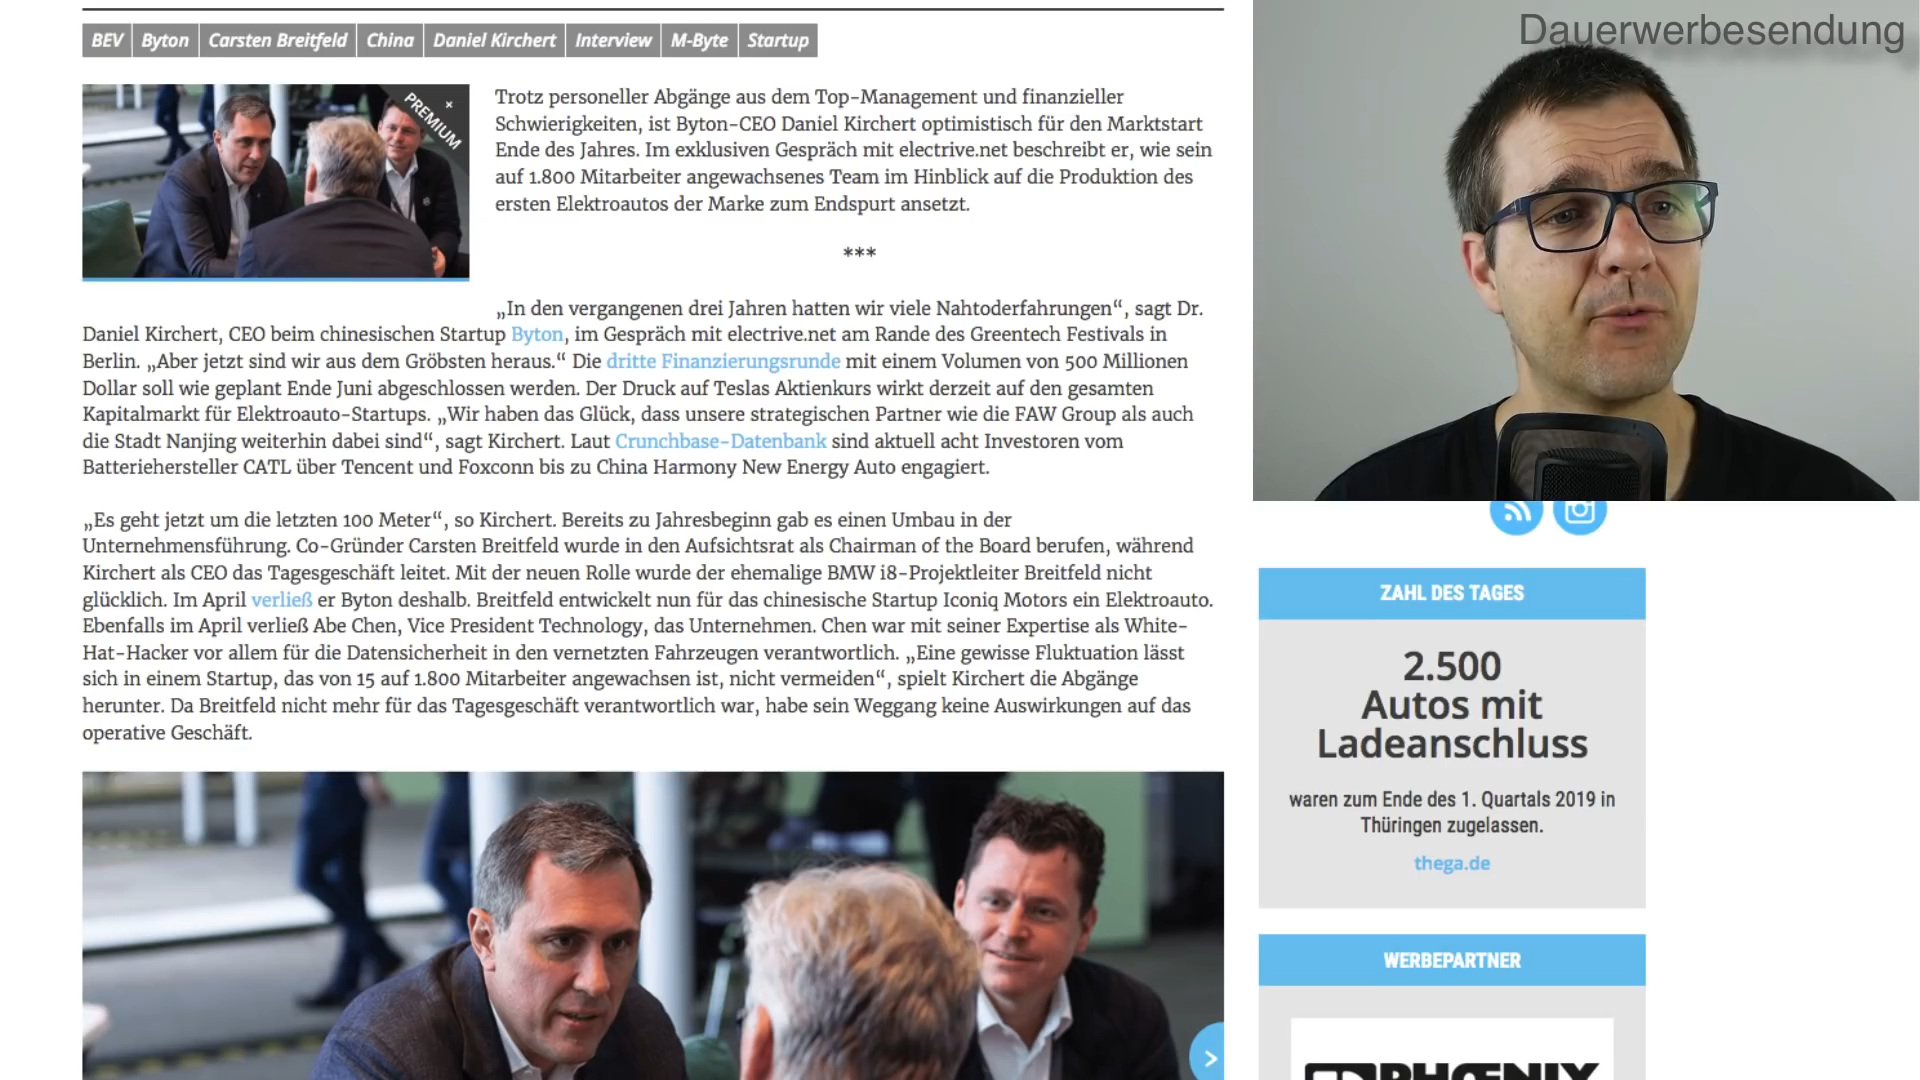 Dauerwerbesendung
BEV
Byton
Carsten Breitfeld
China
Daniel Kirchert
Interview
M-Byte
Startup
+
PREMIUM
Trotz personeller Abgänge aus dem Top-Management und finanzieller
Schwierigkeiten, ist Byton-CEO Daniel Kirchert optimistisch für den Marktstart
Ende des Jahres. Im exklusiven Gespräch mit electrive.net beschreibt er, wie sein
auf 1.800 Mitarbeiter angewachsenes Team im Hinblick auf die Produktion des
ersten Elektroautos der Marke zum Endspurt ansetzt.
***
„In den vergangenen drei Jahren hatten wir viele Nahtoderfahrungen“, sagt Dr.
Daniel Kirchert, CEO beim chinesischen Startup Byton, im Gespräch mit electrive.net am Rande des Greentech Festivals in
Berlin. „Aber jetzt sind wir aus dem Gröbsten heraus.“ Die dritte Finanzierungsrunde mit einem Volumen von 500 Millionen
Dollar soll wie geplant Ende Juni abgeschlossen werden. Der Druck auf Teslas Aktienkurs wirkt derzeit auf den gesamten
Kapitalmarkt für Elektroauto-Startups. „Wir haben das Glück, dass unsere strategischen Partner wie die FAW Group als auch
die Stadt Nanjing weiterhin dabei sind“, sagt Kirchert. Laut Crunchbase-Datenbank sind aktuell acht Investoren vom
Batteriehersteller CATL über Tencent und Foxconn bis zu China Harmony New Energy Auto engagiert.
„Es geht jetzt um die letzten 100 Meter“, so Kirchert. Bereits zu Jahresbeginn gab es einen Umbau in der
Unternehmensführung. Co-Gründer Carsten Breitfeld wurde in den Aufsichtsrat als Chairman of the Board berufen, während
Kirchert als CEO das Tagesgeschäft leitet. Mit der neuen Rolle wurde der ehemalige BMW i8-Projektleiter Breitfeld nicht
glücklich. Im April verließ er Byton deshalb. Breitfeld entwickelt nun für das chinesische Startup Iconiq Motors ein Elektroauto.
Ebenfalls im April verließ Abe Chen, Vice President Technology, das Unternehmen. Chen war mit seiner Expertise als White-
Hat-Hacker vor allem für die Datensicherheit in den vernetzten Fahrzeugen verantwortlich. „Eine gewisse Fluktuation lässt
sich in einem Startup, das von 15 auf 1.800 Mitarbeiter angewachsen ist, nicht vermeiden“, spielt Kirchert die Abgänge
herunter. Da Breitfeld nicht mehr für das Tagesgeschäft verantwortlich war, habe sein Weggang keine Auswirkungen auf das
operative Geschäft.
ZAHL DES TAGES
2.500
Autos mit
Ladeanschluss
waren zum Ende des 1. Quartals 2019 in
Thüringen zugelassen.
thega.de
WERBEPARTNER
PHŒNIX